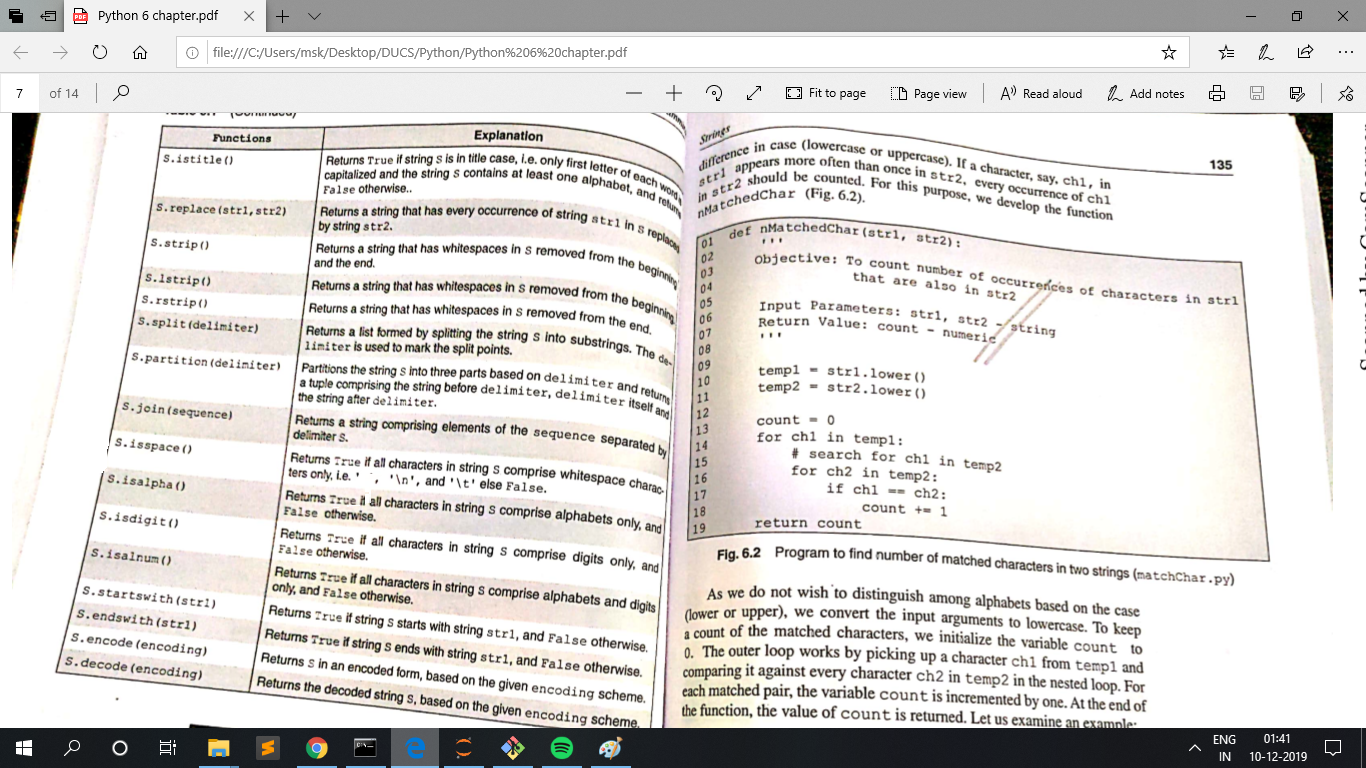 Python 6 chapter.pdf
file:///C:/Users/msk/Desktop/DUCS/Python/Python%206%20chapter.pdf
7 of 14
Fit to page
Page view
Read aloud
Add notes
(Continued)
Functions Explanation
S.istitle() Returns True if string S is in title case, i.e. only first letter of each word
capitalized and the string S contains at least one alphabet, and returns
False otherwise..
S.replace(str1,str2) Returns a string that has every occurrence of string str1 in S replaced
by string str2.
S.strip() Returns a string that has whitespaces in S removed from the beginning
and the end.
S.lstrip() Returns a string that has whitespaces in S removed from the beginning.
S.rstrip() Returns a string that has whitespaces in S removed from the end.
S.split(delimiter) Returns a list formed by splitting the string S into substrings. The de-
limiter is used to mark the split points.
S.partition(delimiter) Partitions the string S into three parts based on delimiter and returns
a tuple comprising the string before delimiter, delimiter itself and
the string after delimiter.
S.join(sequence) Returns a string comprising elements of the sequence separated by
delimiter S.
S.isspace() Returns True if all characters in string S comprise whitespace charac-
ters only, i.e. ' ', '\n', and '\t' else False.
S.isalpha() Returns True if all characters in string S comprise alphabets only, and
False otherwise.
S.isdigit() Returns True if all characters in string S comprise digits only, and
False otherwise.
S.isalnum() Returns True if all characters in string S comprise alphabets and digits
only, and False otherwise.
S.startswith(str1) Returns True if string S starts with string str1, and False otherwise.
S.endswith(str1) Returns True if string S ends with string str1, and False otherwise.
S.encode(encoding) Returns S in an encoded form, based on the given encoding scheme.
S.decode(encoding) Returns the decoded string S, based on the given encoding scheme.
Strings 135
difference in case (lowercase or uppercase). If a character, say, ch1, in
str1 appears more often than once in str2, every occurrence of ch1
in str2 should be counted. For this purpose, we develop the function
nMatchedChar (Fig. 6.2).
01 def nMatchedChar(str1, str2):
02 '''
03 Objective: To count number of occurrences of characters in str1
04 that are also in str2
05
06 Input Parameters: str1, str2 - string
07 Return Value: count - numeric
08 '''
09
10 temp1 = str1.lower()
11 temp2 = str2.lower()
12
13 count = 0
14 for ch1 in temp1:
15 # search for ch1 in temp2
16 for ch2 in temp2:
17 if ch1 == ch2:
18 count += 1
19 return count
Fig. 6.2 Program to find number of matched characters in two strings (matchChar.py)
As we do not wish to distinguish among alphabets based on the case
(lower or upper), we convert the input arguments to lowercase. To keep
a count of the matched characters, we initialize the variable count to
0. The outer loop works by picking up a character ch1 from temp1 and
comparing it against every character ch2 in temp2 in the nested loop. For
each matched pair, the variable count is incremented by one. At the end of
the function, the value of count is returned. Let us examine an example:
ENG
IN
01:41
10-12-2019